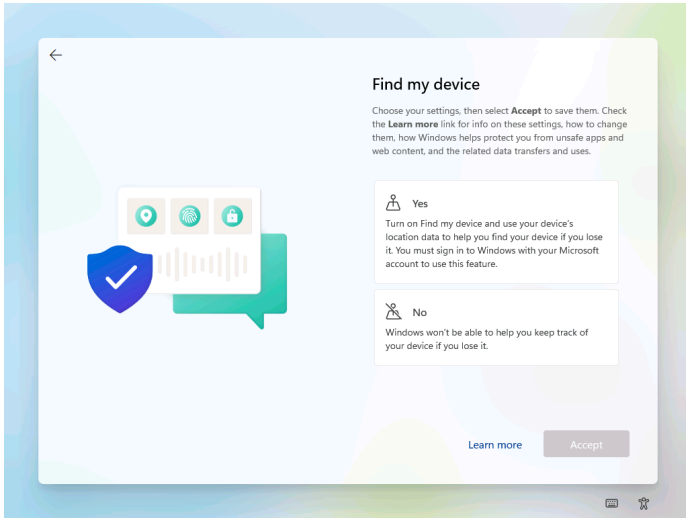 Find my device
Choose your settings, then select Accept to save them. Check
the Learn more link for info on these settings, how to change
them, how Windows helps protect you from unsafe apps and
web content, and the related data transfers and uses.
Yes
Turn on Find my device and use your device's
location data to help you find your device if you lose
it. You must sign in to Windows with your Microsoft
account to use this feature.
No
Windows won't be able to help you keep track of
your device if you lose it.
Learn more
Accept